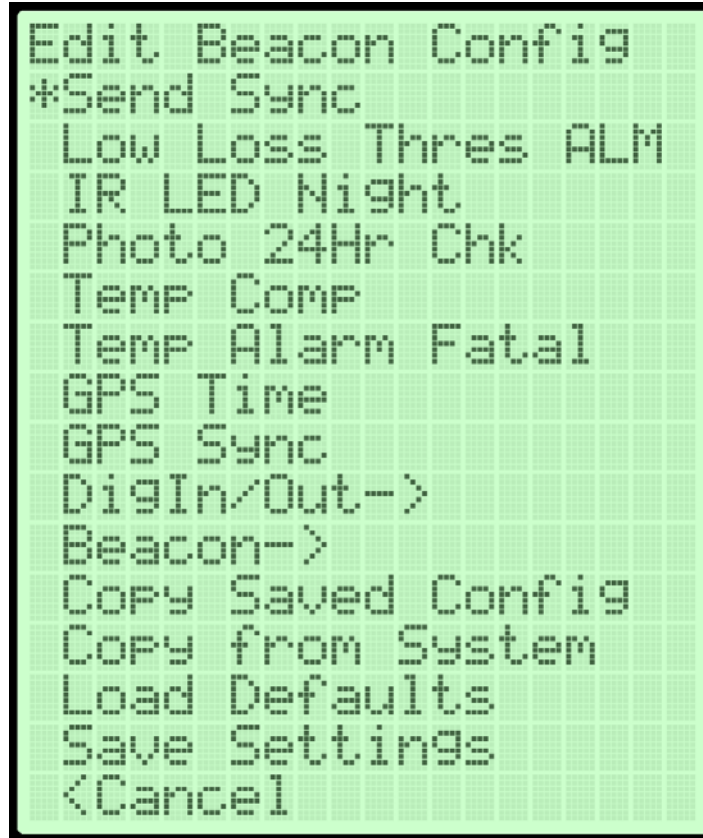 Edit Beacon Config
*Send Sync
Low Loss Thres ALM
IR LED Night
Photo 24Hr Chk
Temp Comp
Temp Alarm Fatal
GPS Time
GPS Sync
DigIn/Out->
Beacon->
Copy Saved Config
Copy from System
Load Defaults
Save Settings
<Cancel